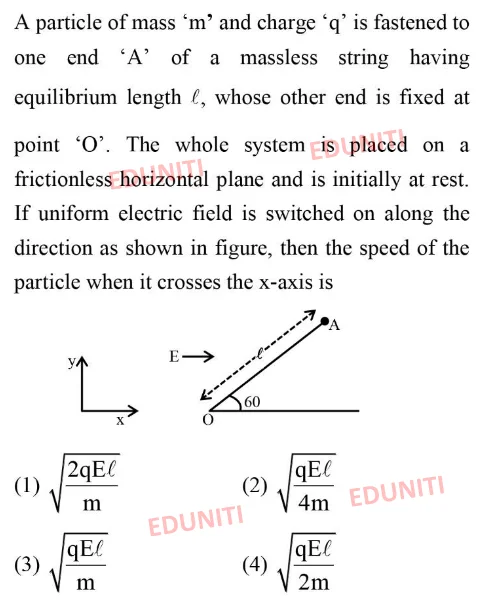 A particle of mass ‘m’ and charge ‘q’ is fastened to
one end ‘A’ of a massless string having
equilibrium length ℓ, whose other end is fixed at
point ‘O’. The whole system is placed on a
EDUNITI
frictionless horizontal plane and is initially at rest.
EDUNITI
If uniform electric field is switched on along the
direction as shown in figure, then the speed of the
particle when it crosses the x-axis is
y
x
E
ℓ
A
60
O
(1) √(2qEℓ/m)
(2) √(qEℓ/4m)
EDUNITI
EDUNITI
(3) √(qEℓ/m)
(4) √(qEℓ/2m)